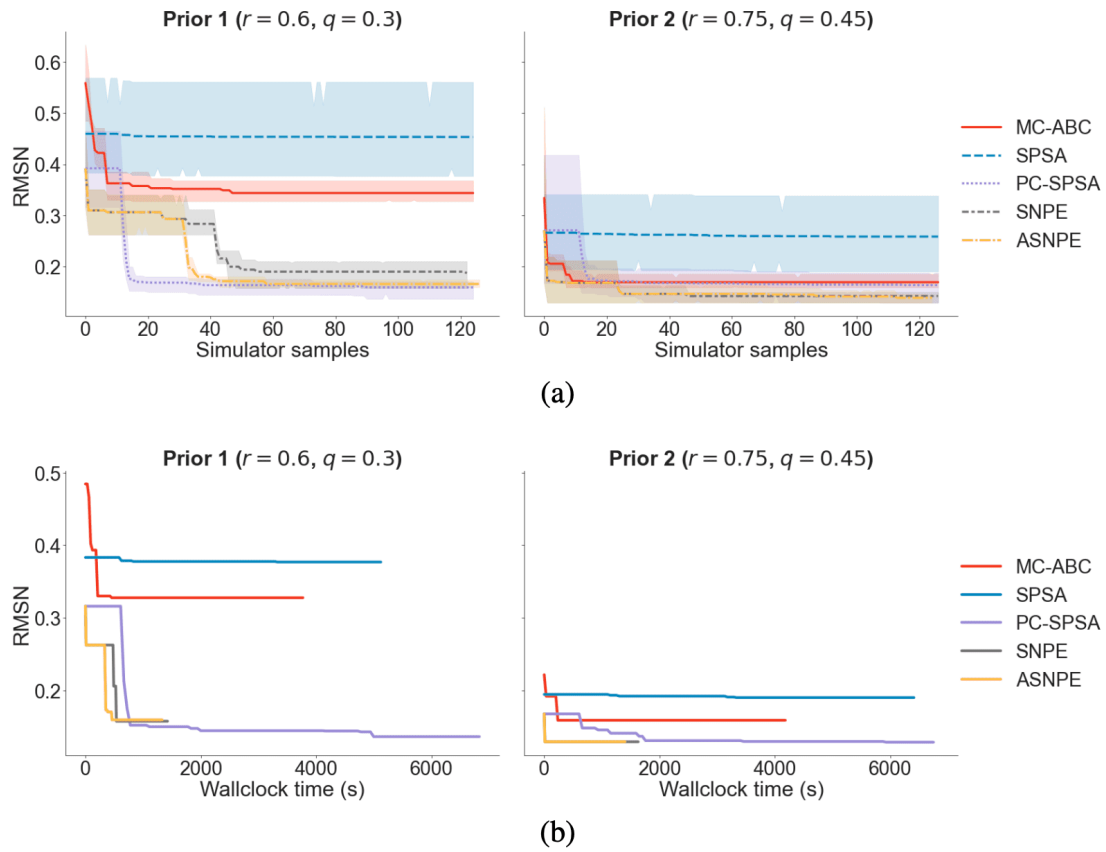 Prior 1 (r = 0.6, q = 0.3)
Prior 2 (r = 0.75, q = 0.45)
RMSN
0.6
0.5
0.4
0.3
0.2
0 20 40 60 80 100 120
0 20 40 60 80 100 120
Simulator samples
Simulator samples
MC-ABC
SPSA
PC-SPSA
SNPE
ASNPE
(a)
Prior 1 (r = 0.6, q = 0.3)
Prior 2 (r = 0.75, q = 0.45)
RMSN
0.5
0.4
0.3
0.2
0 2000 4000 6000
0 2000 4000 6000
Wallclock time (s)
Wallclock time (s)
MC-ABC
SPSA
PC-SPSA
SNPE
ASNPE
(b)